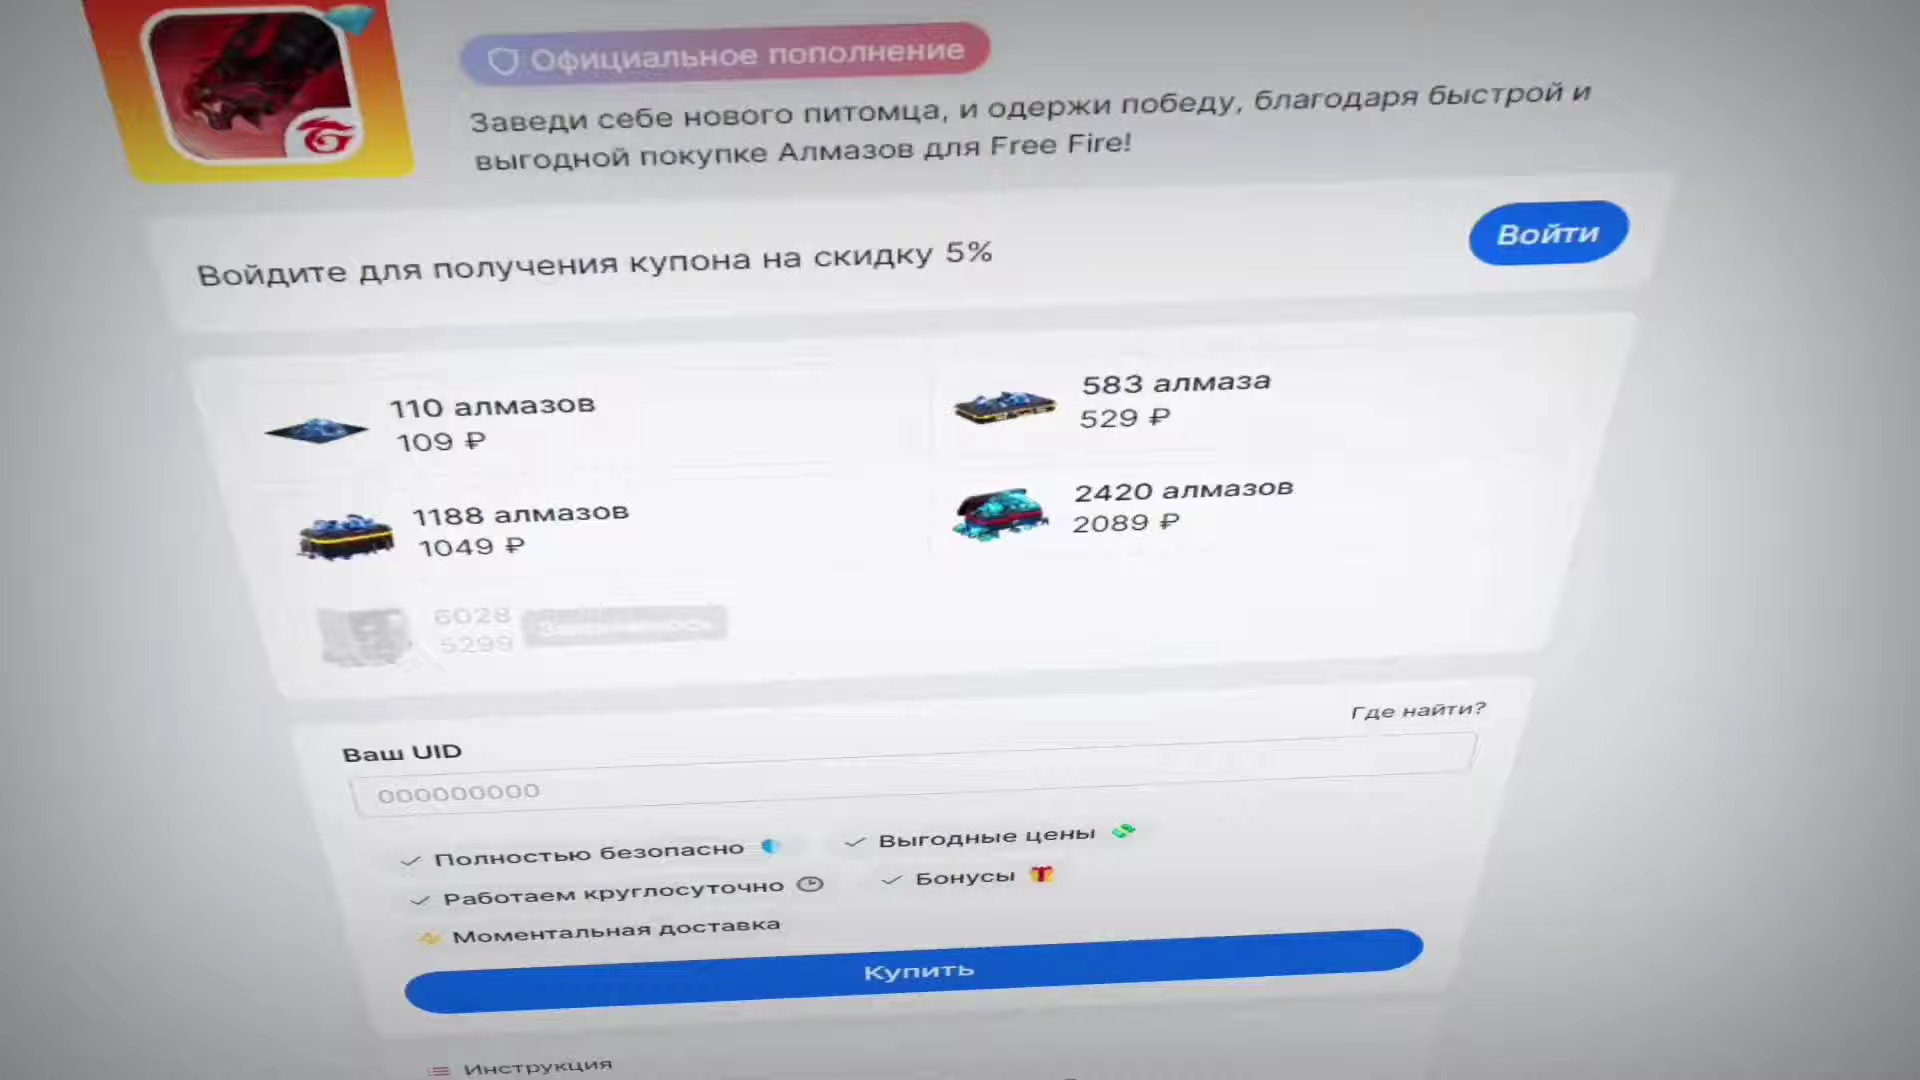 Официальное пополнение
Заведи себе нового питомца, и одержи победу, благодаря быстрой и
выгодной покупке Алмазов для Free Fire!
Войдите для получения купона на скидку 5%
Войти
110 алмазов
109 ₽
583 алмаза
529 ₽
1188 алмазов
1049 ₽
2420 алмазов
2089 ₽
6028
5299
Ваш UID
Где найти?
000000000
Полностью безопасно
Выгодные цены
Работаем круглосуточно
Бонусы
Моментальная доставка
Купить
Инструкция